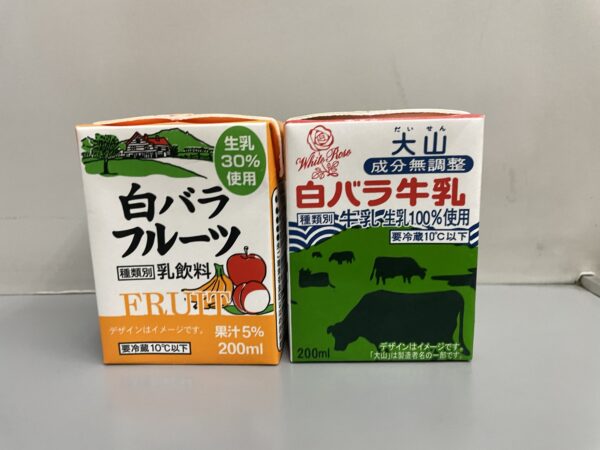 生乳
30%
使用
白バラ
フルーツ
種類別 乳飲料
FRUIT
デザインはイメージです。
果汁5%
要冷蔵10℃以下
200ml
White Rose
だいせん
大山
成分無調整
白バラ牛乳
種類別 牛乳 生乳100%使用
要冷蔵10℃以下
200ml
デザインはイメージです。
「大山」は製造者名の一部です。